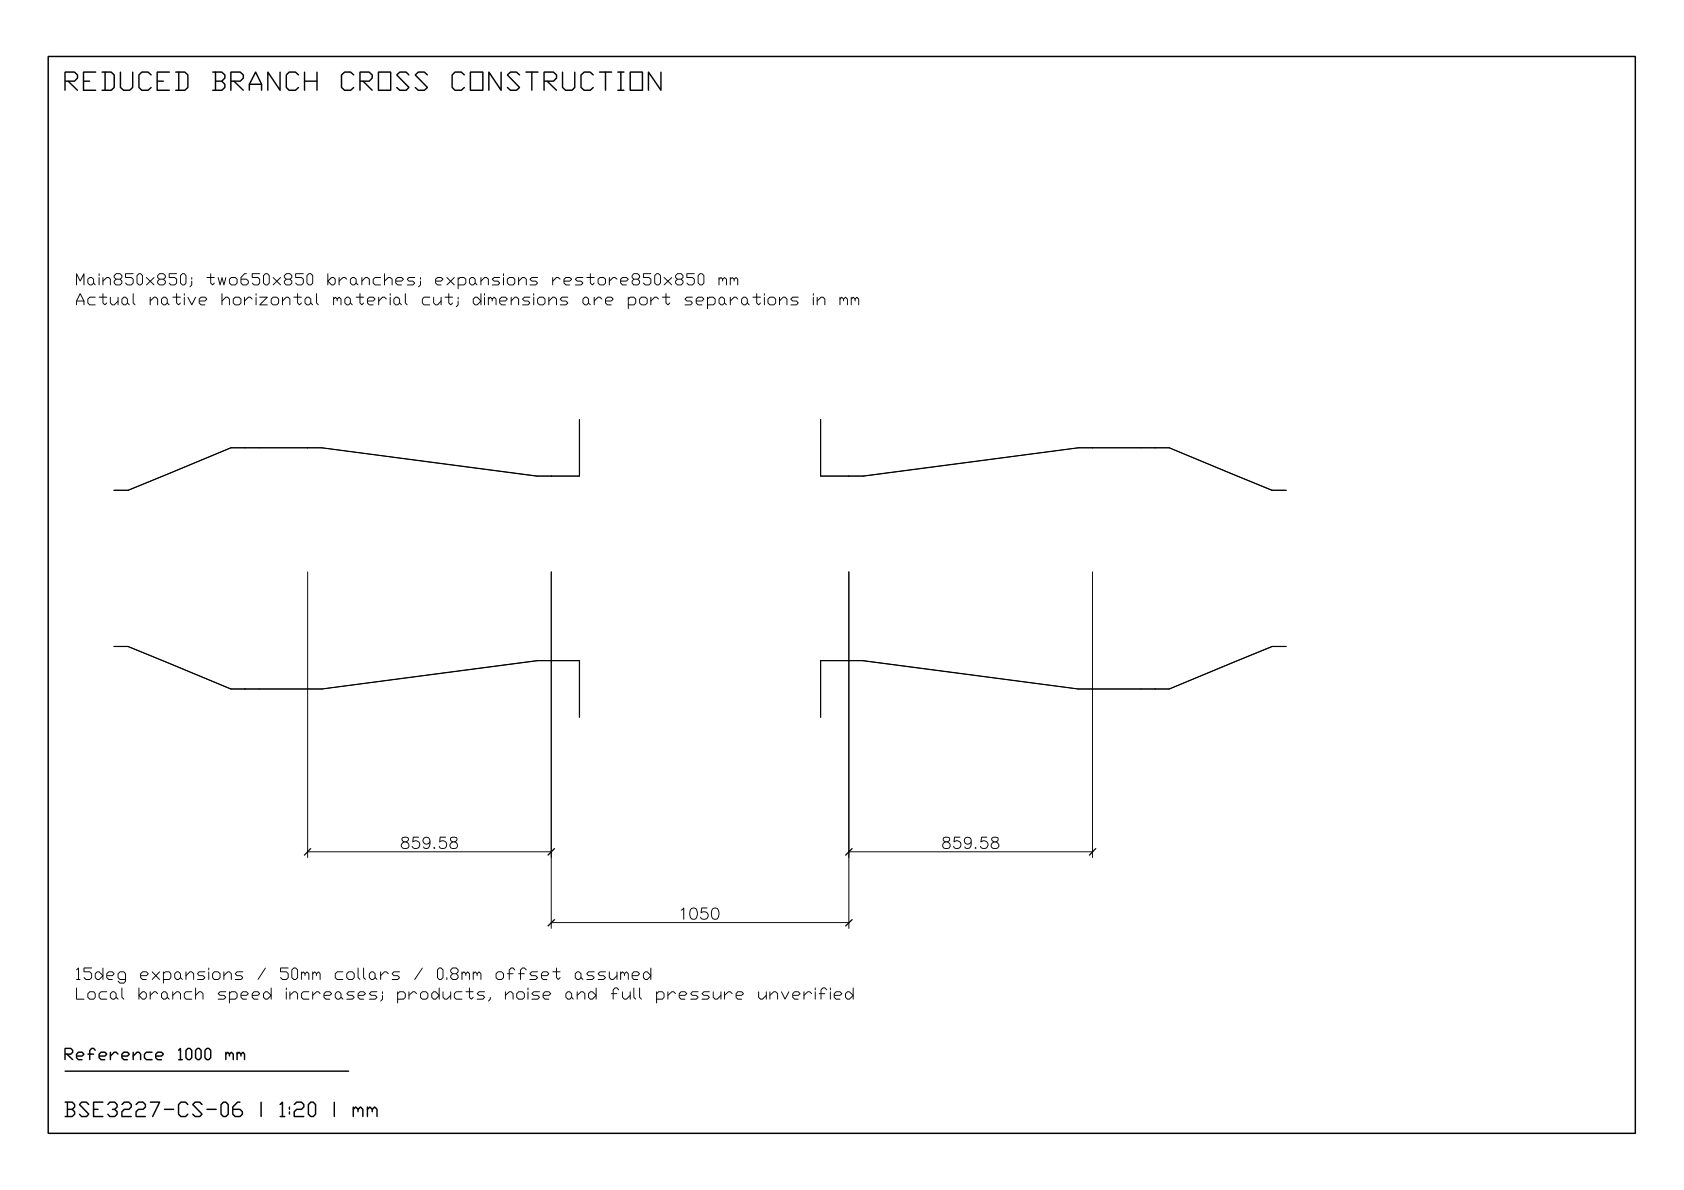 REDUCED BRANCH CROSS CONSTRUCTION
Main850x850; two650x850 branches; expansions restore850x850 mm
Actual native horizontal material cut; dimensions are port separations in mm
859.58
859.58
1050
15deg expansions / 50mm collars / 0.8mm offset assumed
Local branch speed increases; products, noise and full pressure unverified
Reference 1000 mm
BSE3227-CS-06 | 1:20 | mm